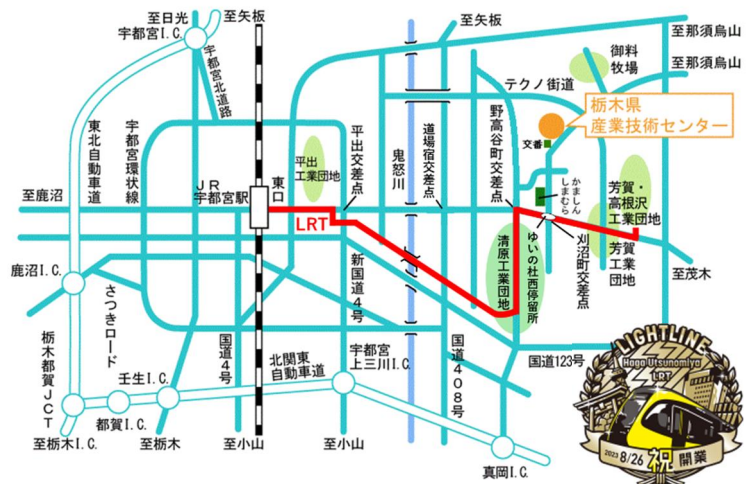 至日光
至矢板
宇都宮I.C.
宇都宮北道路
至矢板
至那須烏山
至那須烏山
御料
牧場
テクノ街道
栃木県
産業技術センター
交番
東北自動車道
宇都宮環状線
平出
工業団地
平出交差点
鬼怒川
道場宿交差点
野高谷町交差点
かましん
しまむら
芳賀・
高根沢
工業団地
至鹿沼
JR
宇都宮駅
東口
LRT
清原工業団地
ゆいの杜西停留所
刈沼町交差点
芳賀
工業
団地
至茂木
鹿沼I.C.
さつきロード
新国道4号
国道4号
国道408号
国道123号
栃木都賀JCT
壬生I.C.
都賀I.C.
北関東
自動車道
宇都宮
上三川I.C.
至栃木I.C.
至栃木
至小山
至小山
真岡I.C.
LIGHTLINE
Haga Utsunomiya
LRT
2023 8/26 祝 開業